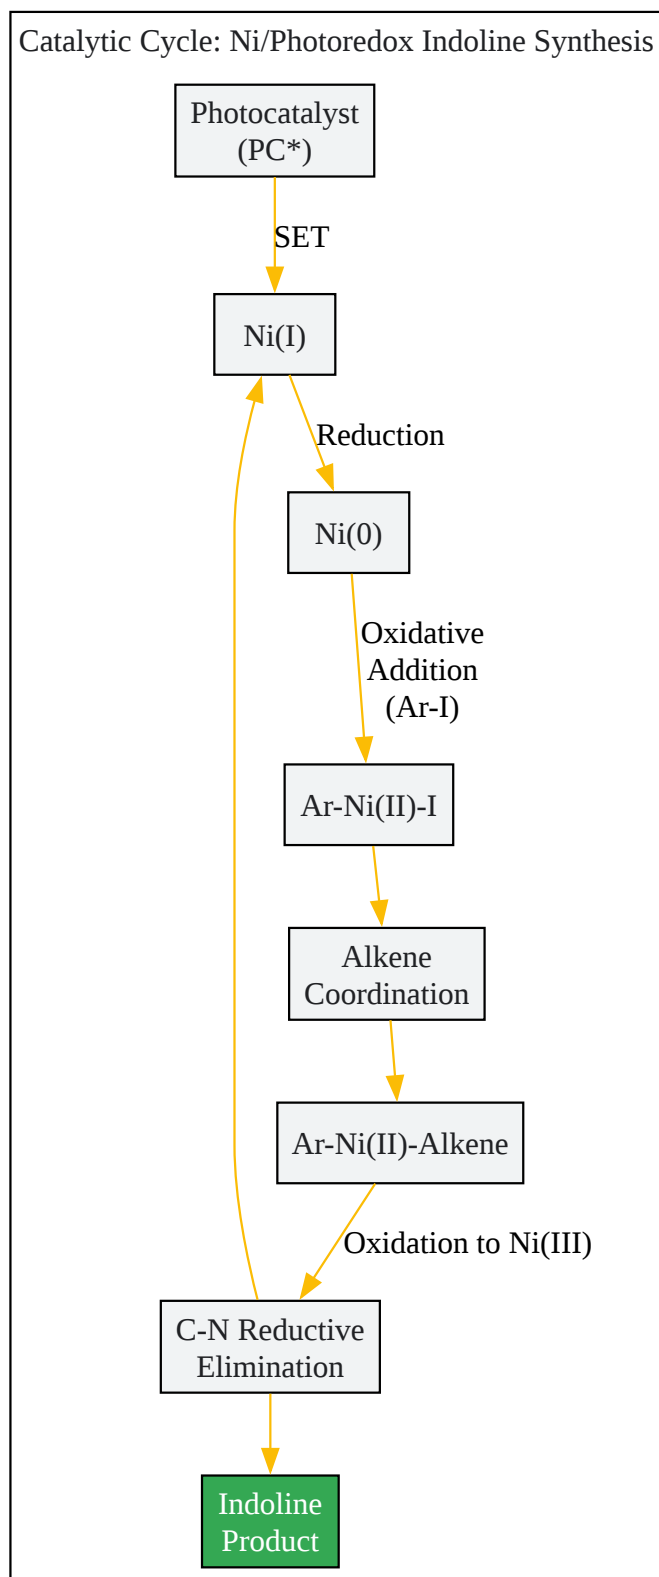 Catalytic Cycle: Ni/Photoredox Indoline Synthesis
Photocatalyst
(PC*)
SET
Ni(I)
Reduction
Ni(0)
Oxidative
Addition
(Ar-I)
Ar-Ni(II)-I
Alkene
Coordination
Ar-Ni(II)-Alkene
Oxidation to Ni(III)
C-N Reductive
Elimination
Indoline
Product